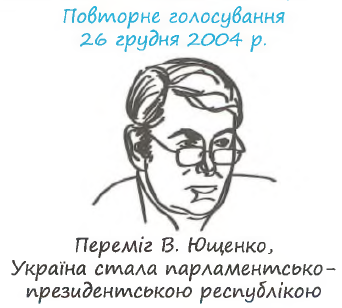 Повторне голосування
26 грудня 2004 р.
Переміг В. Ющенко,
Україна стала парламентсько-
президентською республікою